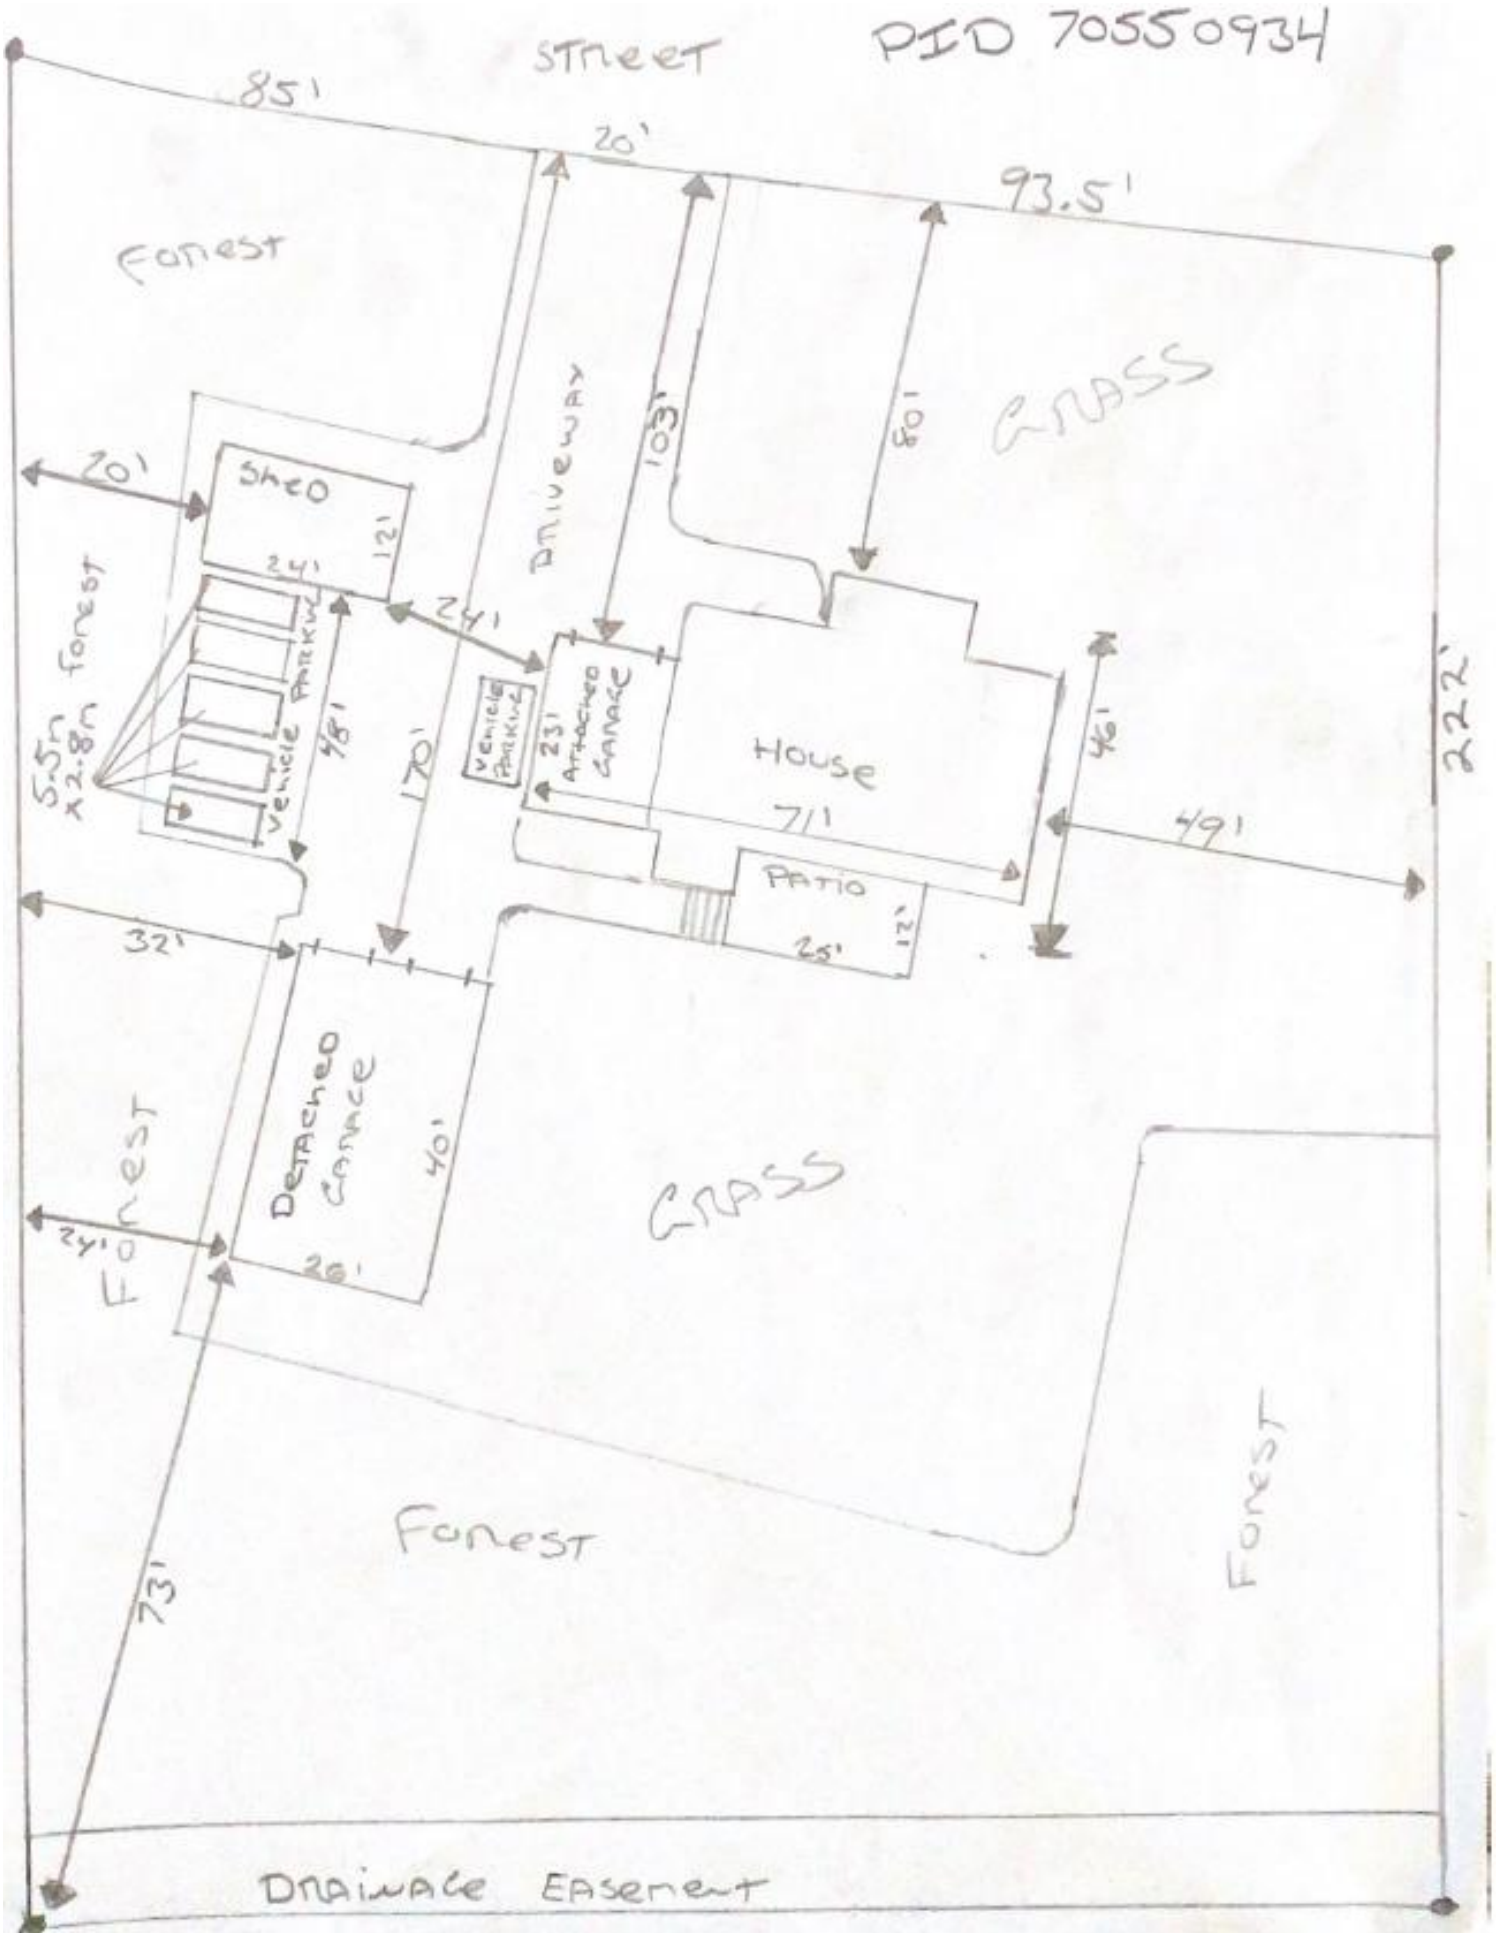 PID 70550934
STREET
85'
20'
93.5'
Forest
GRASS
DRIVEWAY
103'
80'
20'
Shed
12'
24'
24'
Forest
5.5m
x 2.8m
Vehicle Parking
48'
170'
Vehicle
Parking
23'
Attached
Garage
House
71'
46'
49'
222'
Patio
25'
12'
32'
Detached
Garage
40'
26'
Forest
24'
GRASS
73'
Forest
Forest
Drainage Easement